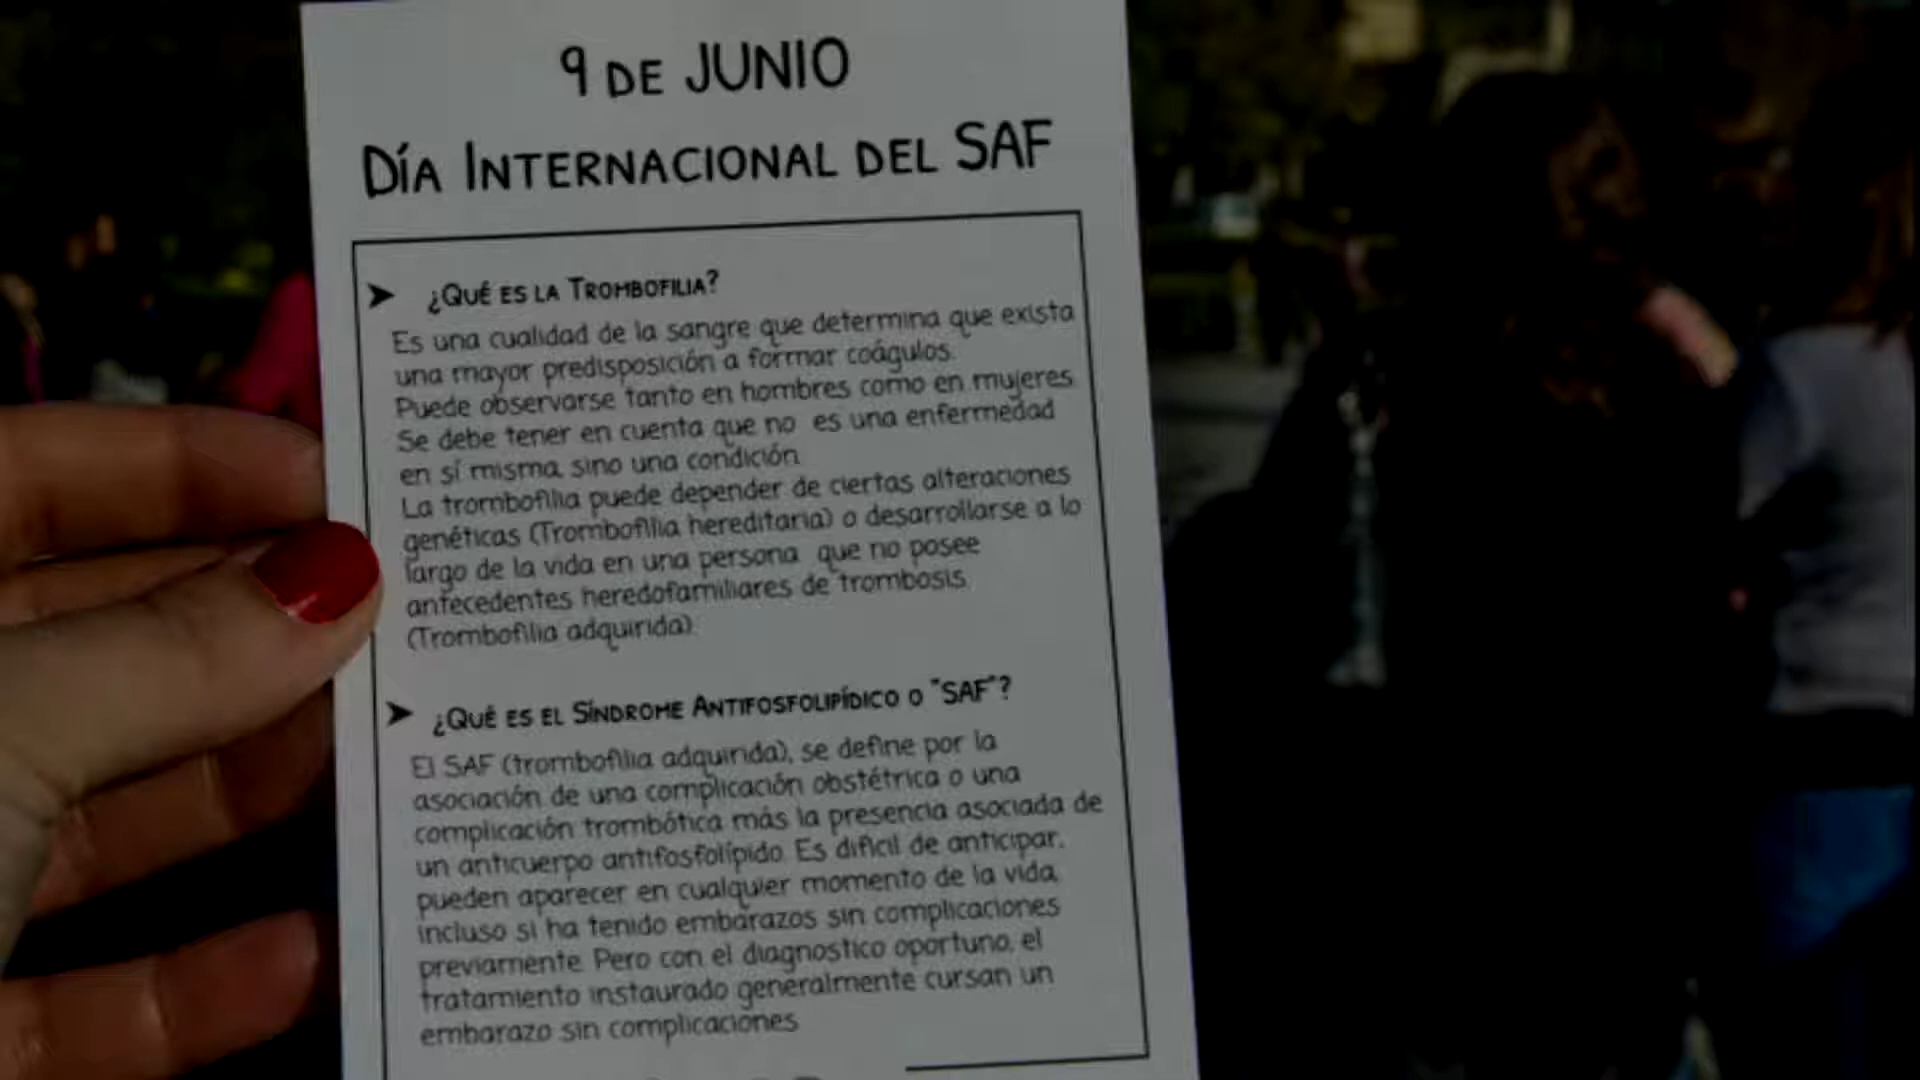 9 DE JUNIO
DÍA INTERNACIONAL DEL SAF
➤ ¿QUÉ ES LA TROMBOFILIA?
Es una cualidad de la sangre que determina que exista
una mayor predisposición a formar coágulos.
Puede observarse tanto en hombres como en mujeres.
Se debe tener en cuenta que no es una enfermedad
en sí misma, sino una condición.
La trombofilia puede depender de ciertas alteraciones
genéticas (Trombofilia hereditaria) o desarrollarse a lo
largo de la vida en una persona que no posee
antecedentes heredofamiliares de trombosis.
(Trombofilia adquirida).
➤ ¿QUÉ ES EL SÍNDROME ANTIFOSFOLIPÍDICO O "SAF"?
El SAF (trombofilia adquirida), se define por la
asociación de una complicación obstétrica o una
complicación trombótica más la presencia asociada de
un anticuerpo antifosfolípido. Es difícil de anticipar,
pueden aparecer en cualquier momento de la vida,
incluso si ha tenido embarazos sin complicaciones
previamente. Pero con el diagnostico oportuno, el
tratamiento instaurado generalmente cursan un
embarazo sin complicaciones.